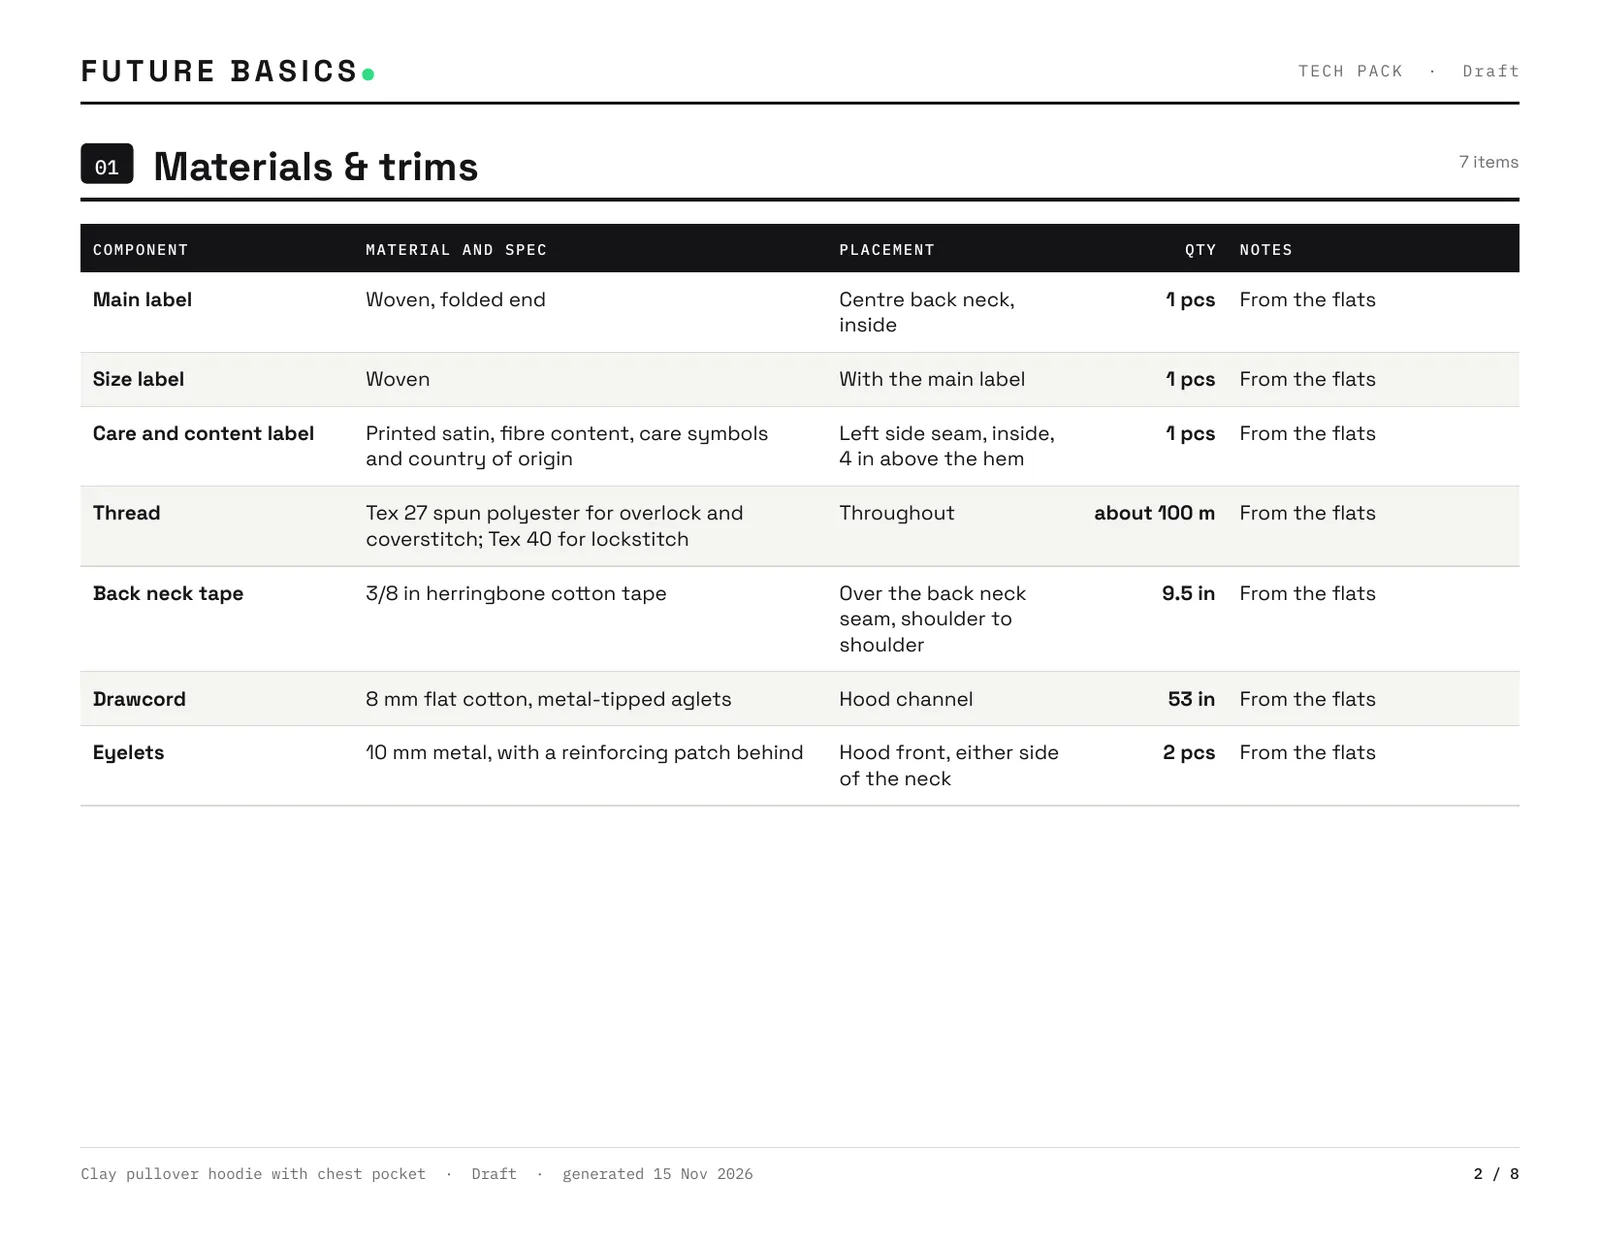 FUTURE BASICS
TECH PACK · Draft
01 Materials & trims
7 items
COMPONENT MATERIAL AND SPEC PLACEMENT QTY NOTES
Main label Woven, folded end Centre back neck, 1 pcs From the flats
inside
Size label Woven With the main label 1 pcs From the flats
Care and content label Printed satin, fibre content, care symbols Left side seam, inside, 1 pcs From the flats
and country of origin 4 in above the hem
Thread Tex 27 spun polyester for overlock and Throughout about 100 m From the flats
coverstitch; Tex 40 for lockstitch
Back neck tape 3/8 in herringbone cotton tape Over the back neck 9.5 in From the flats
seam, shoulder to
shoulder
Drawcord 8 mm flat cotton, metal-tipped aglets Hood channel 53 in From the flats
Eyelets 10 mm metal, with a reinforcing patch behind Hood front, either side 2 pcs From the flats
of the neck
Clay pullover hoodie with chest pocket · Draft · generated 15 Nov 2026
2 / 8